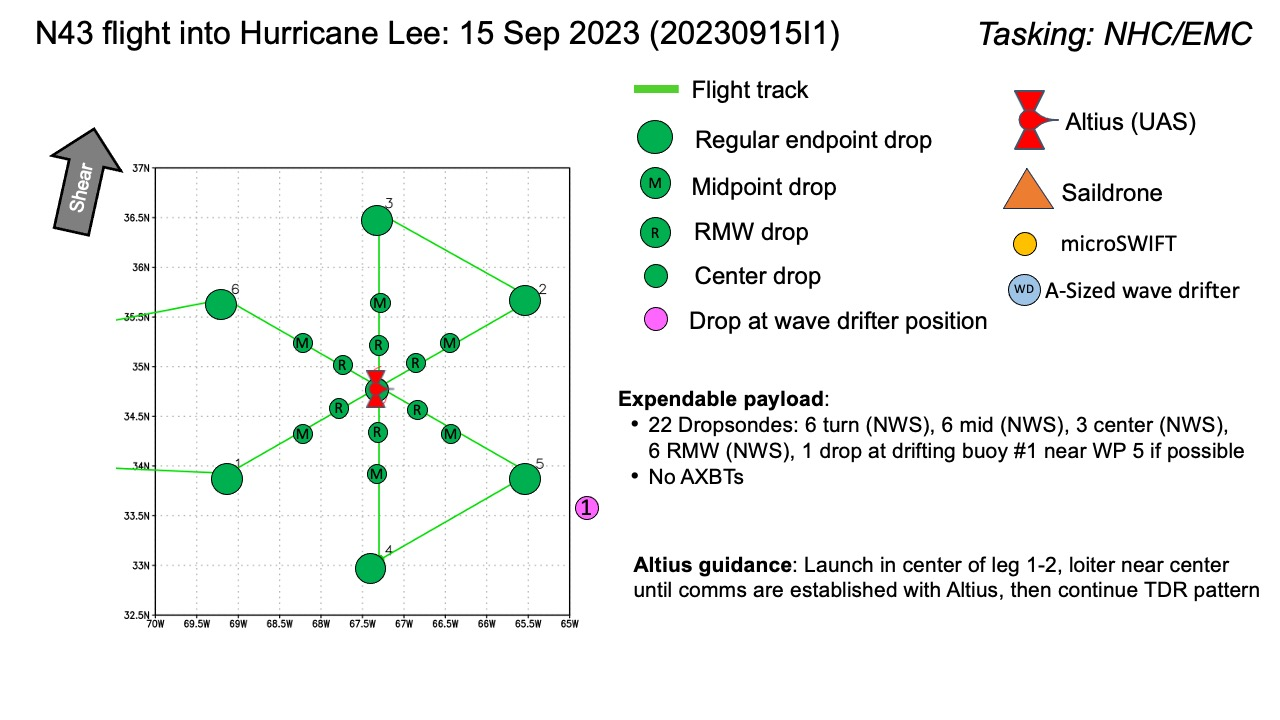 N43 flight into Hurricane Lee: 15 Sep 2023 (20230915I1)
Tasking: NHC/EMC
Flight track
Regular endpoint drop
M Midpoint drop
R RMW drop
Center drop
Drop at wave drifter position
Altius (UAS)
Saildrone
microSWIFT
WD A-Sized wave drifter
Shear
37N
36.5N
36N
35.5N
35N
34.5N
34N
33.5N
33N
32.5N
70W 69.5W 69W 68.5W 68W 67.5W 67W 66.5W 66W 65.5W 65W
3
6
2
M
M
M
R
R
R
R
R
M
R
M
M
1
5
4
1
Expendable payload:
• 22 Dropsondes: 6 turn (NWS), 6 mid (NWS), 3 center (NWS),
6 RMW (NWS), 1 drop at drifting buoy #1 near WP 5 if possible
• No AXBTs
Altius guidance: Launch in center of leg 1-2, loiter near center
until comms are established with Altius, then continue TDR pattern